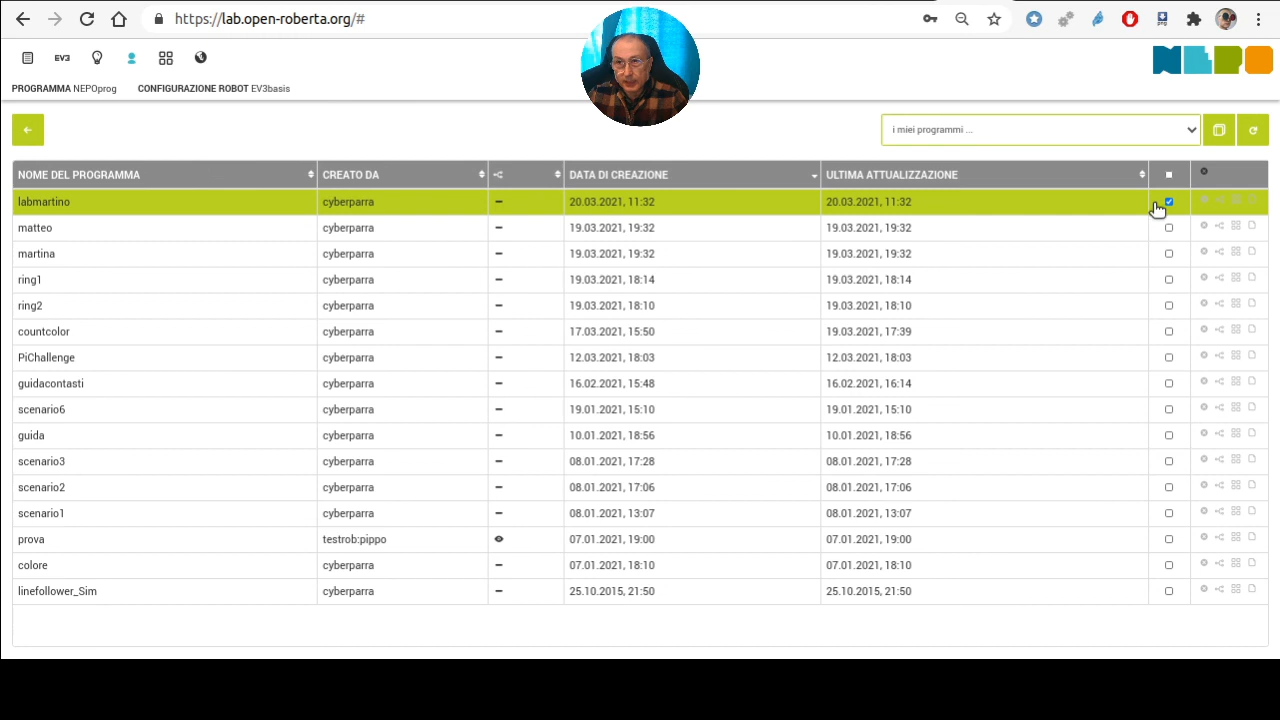 https://lab.open-roberta.org/#
EV3
PROGRAMMA NEPOprog CONFIGURAZIONE ROBOT EV3basis
i miei programmi ...
NOME DEL PROGRAMMA CREATO DA DATA DI CREAZIONE ULTIMA ATTUALIZZAZIONE
labmartino cyberparra 20.03.2021, 11:32 20.03.2021, 11:32
matteo cyberparra 19.03.2021, 19:32 19.03.2021, 19:32
martina cyberparra 19.03.2021, 19:32 19.03.2021, 19:32
ring1 cyberparra 19.03.2021, 18:14 19.03.2021, 18:14
ring2 cyberparra 19.03.2021, 18:10 19.03.2021, 18:10
countcolor cyberparra 17.03.2021, 15:50 19.03.2021, 17:39
PiChallenge cyberparra 12.03.2021, 18:03 12.03.2021, 18:03
guidacontasti cyberparra 16.02.2021, 15:48 16.02.2021, 16:14
scenario6 cyberparra 19.01.2021, 15:10 19.01.2021, 15:10
guida cyberparra 10.01.2021, 18:56 10.01.2021, 18:56
scenario3 cyberparra 08.01.2021, 17:28 08.01.2021, 17:28
scenario2 cyberparra 08.01.2021, 17:06 08.01.2021, 17:06
scenario1 cyberparra 08.01.2021, 13:07 08.01.2021, 13:07
prova testrob:pippo 07.01.2021, 19:00 07.01.2021, 19:00
colore cyberparra 07.01.2021, 18:10 07.01.2021, 18:10
linefollower_Sim cyberparra 25.10.2015, 21:50 25.10.2015, 21:50